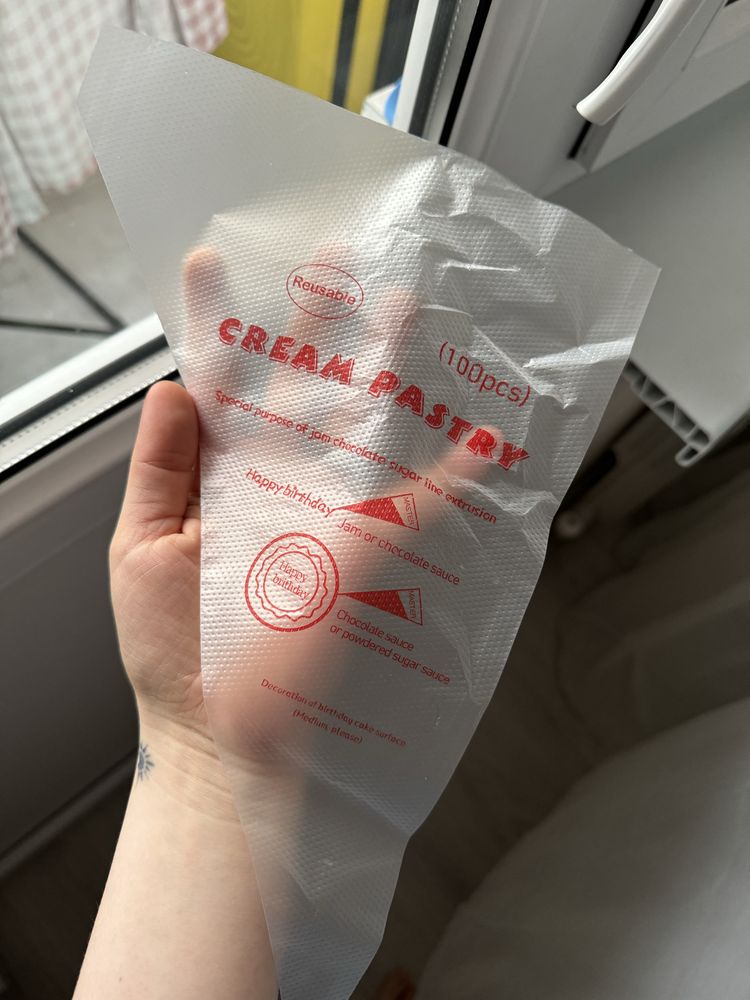 Reusable
CREAM PASTRY
(100pcs)
Special purpose of jam chocolate sugar line extrusion
Happy birthday
MASTER
Jam or chocolate sauce
Happy
brithday
MASTER
Chocolate sauce
or powdered sugar sauce
Decoration of birthday cake surface
(Medium, please)